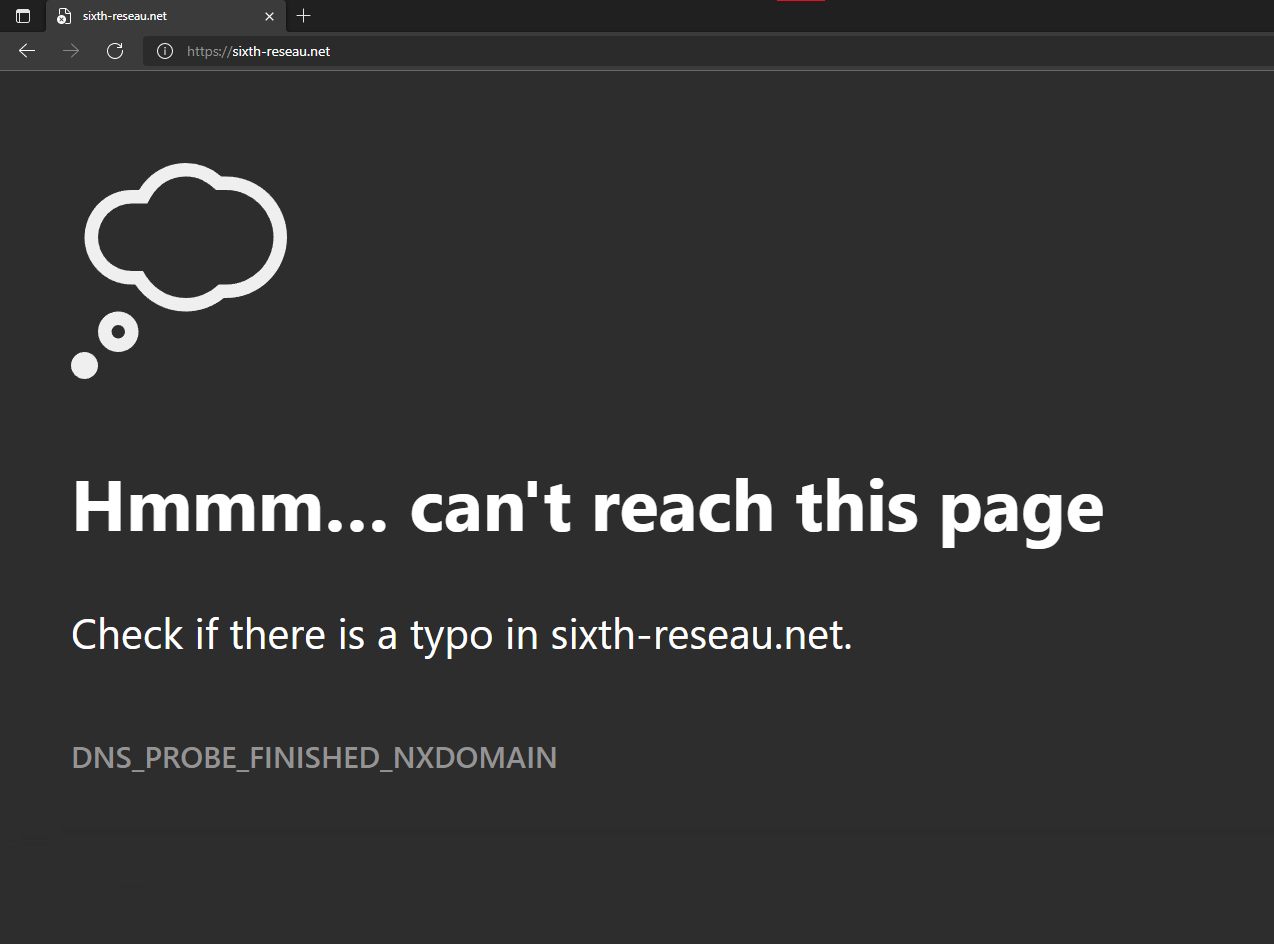 sixth-reseau.net
https://sixth-reseau.net
Hmmm... can't reach this page
Check if there is a typo in sixth-reseau.net.
DNS_PROBE_FINISHED_NXDOMAIN